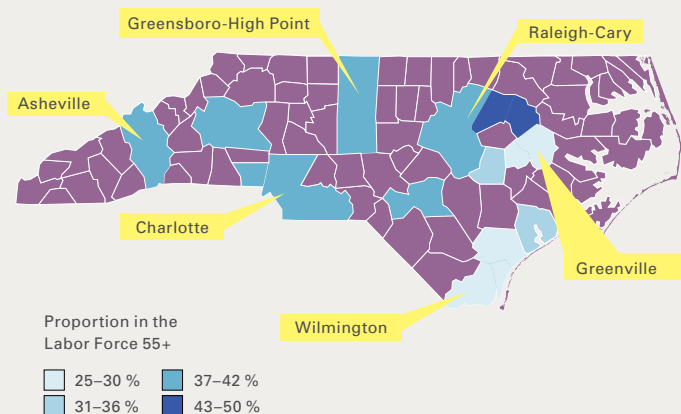 Greensboro-High Point
Raleigh-Cary
Asheville
Charlotte
Greenville
Wilmington
Proportion in the
Labor Force 55+
25–30 %
37–42 %
31–36 %
43–50 %